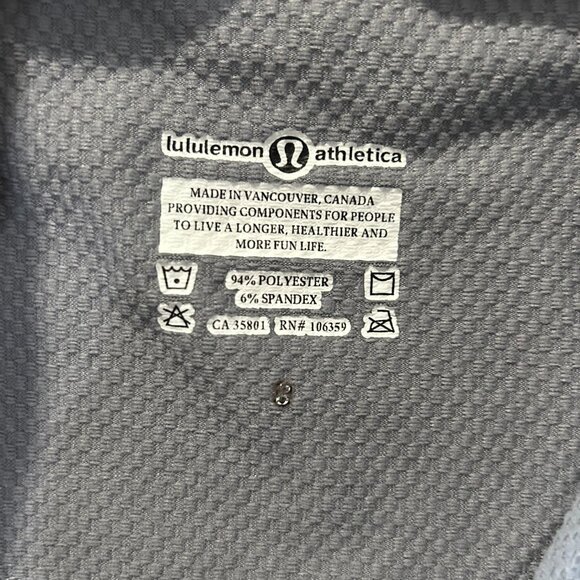 lululemon athletica
MADE IN VANCOUVER, CANADA
PROVIDING COMPONENTS FOR PEOPLE
TO LIVE A LONGER, HEALTHIER AND
MORE FUN LIFE.
94% POLYESTER
6% SPANDEX
CA 35801 RN# 106359